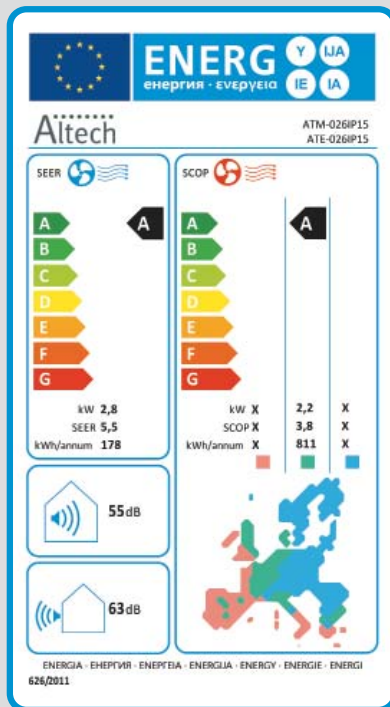 ENERG Y IJA
енергия · ενεργεια IE IA
Altech
ATM-026IP15
ATE-026IP15
SEER
A
A
B
C
D
E
F
G
kW 2,8
SEER 5,5
kWh/annum 178
SCOP
A
A
B
C
D
E
F
G
kW X 2,2 X
SCOP X 3,8 X
kWh/annum X 811 X
55dB
63dB
ENERGIA · ЕНЕРГИЯ · ΕΝΕΡΓΕΙΑ · ENERGIJA · ENERGY · ENERGIE · ENERGI
626/2011